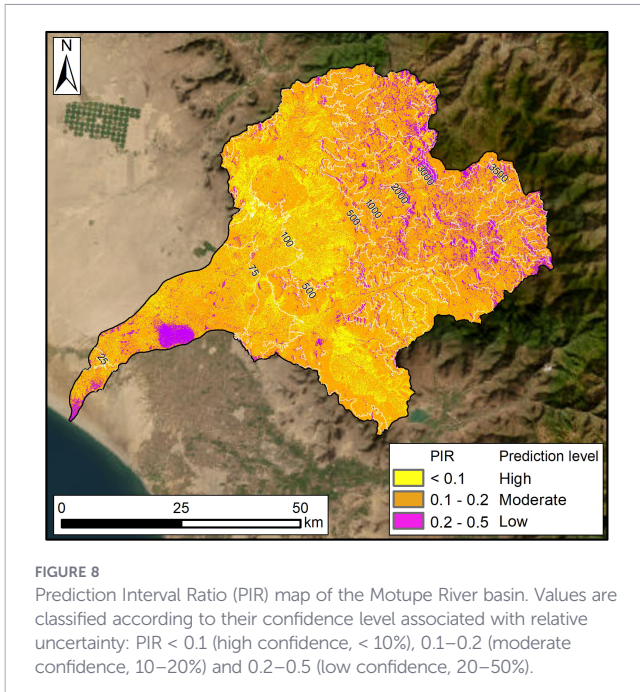 N
3500
3000
2000
1000
500
100
75
500
25
PIR Prediction level
< 0.1 High
0.1 - 0.2 Moderate
0.2 - 0.5 Low
0 25 50
km
FIGURE 8
Prediction Interval Ratio (PIR) map of the Motupe River basin. Values are
classified according to their confidence level associated with relative
uncertainty: PIR < 0.1 (high confidence, < 10%), 0.1–0.2 (moderate
confidence, 10–20%) and 0.2–0.5 (low confidence, 20–50%).